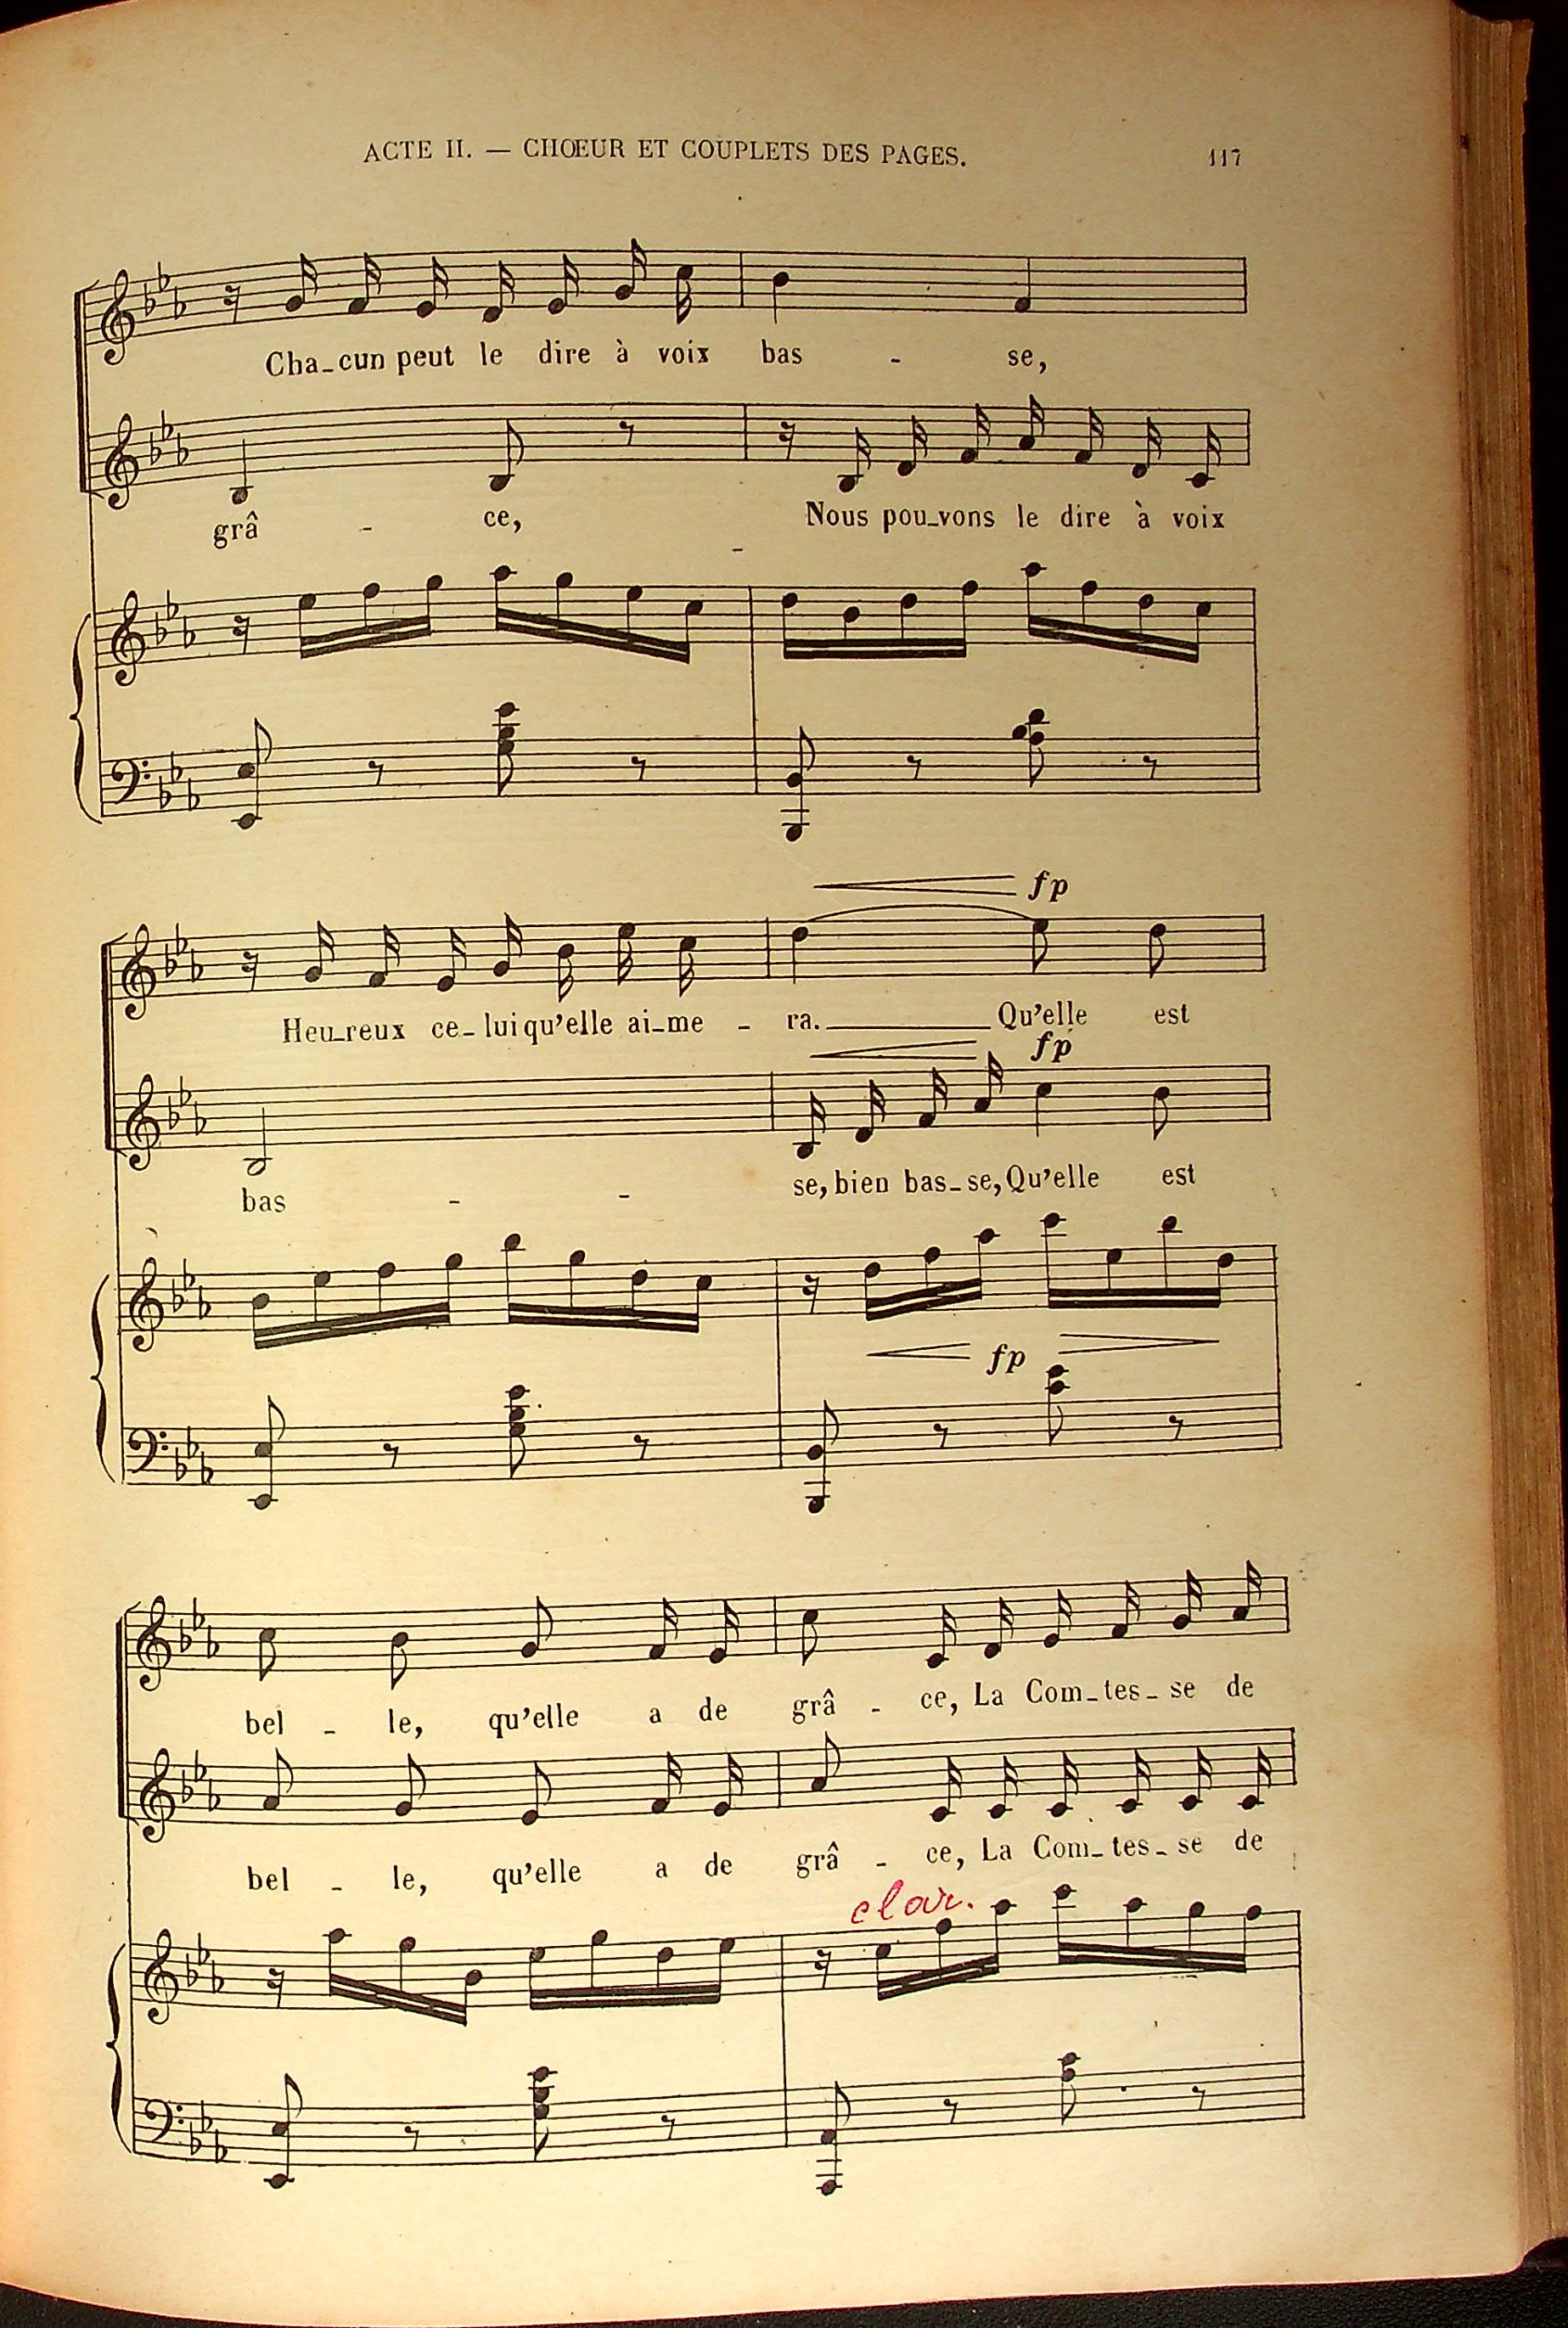 ACTE II. — CHŒUR ET COUPLETS DES PAGES. 117
Cha_cun peut le dire à voix bas - se,
grâ - ce, Nous pou_vons le dire à voix
fp
Heu_reux ce_lui qu'elle ai_me - ra. Qu'elle est
fp
bas - - se, bien bas_se, Qu'elle est
fp
bel - le, qu'elle a de grâ - ce, La Com_tes_se de
bel - le, qu'elle a de grâ - ce, La Com_tes_se de
clar.